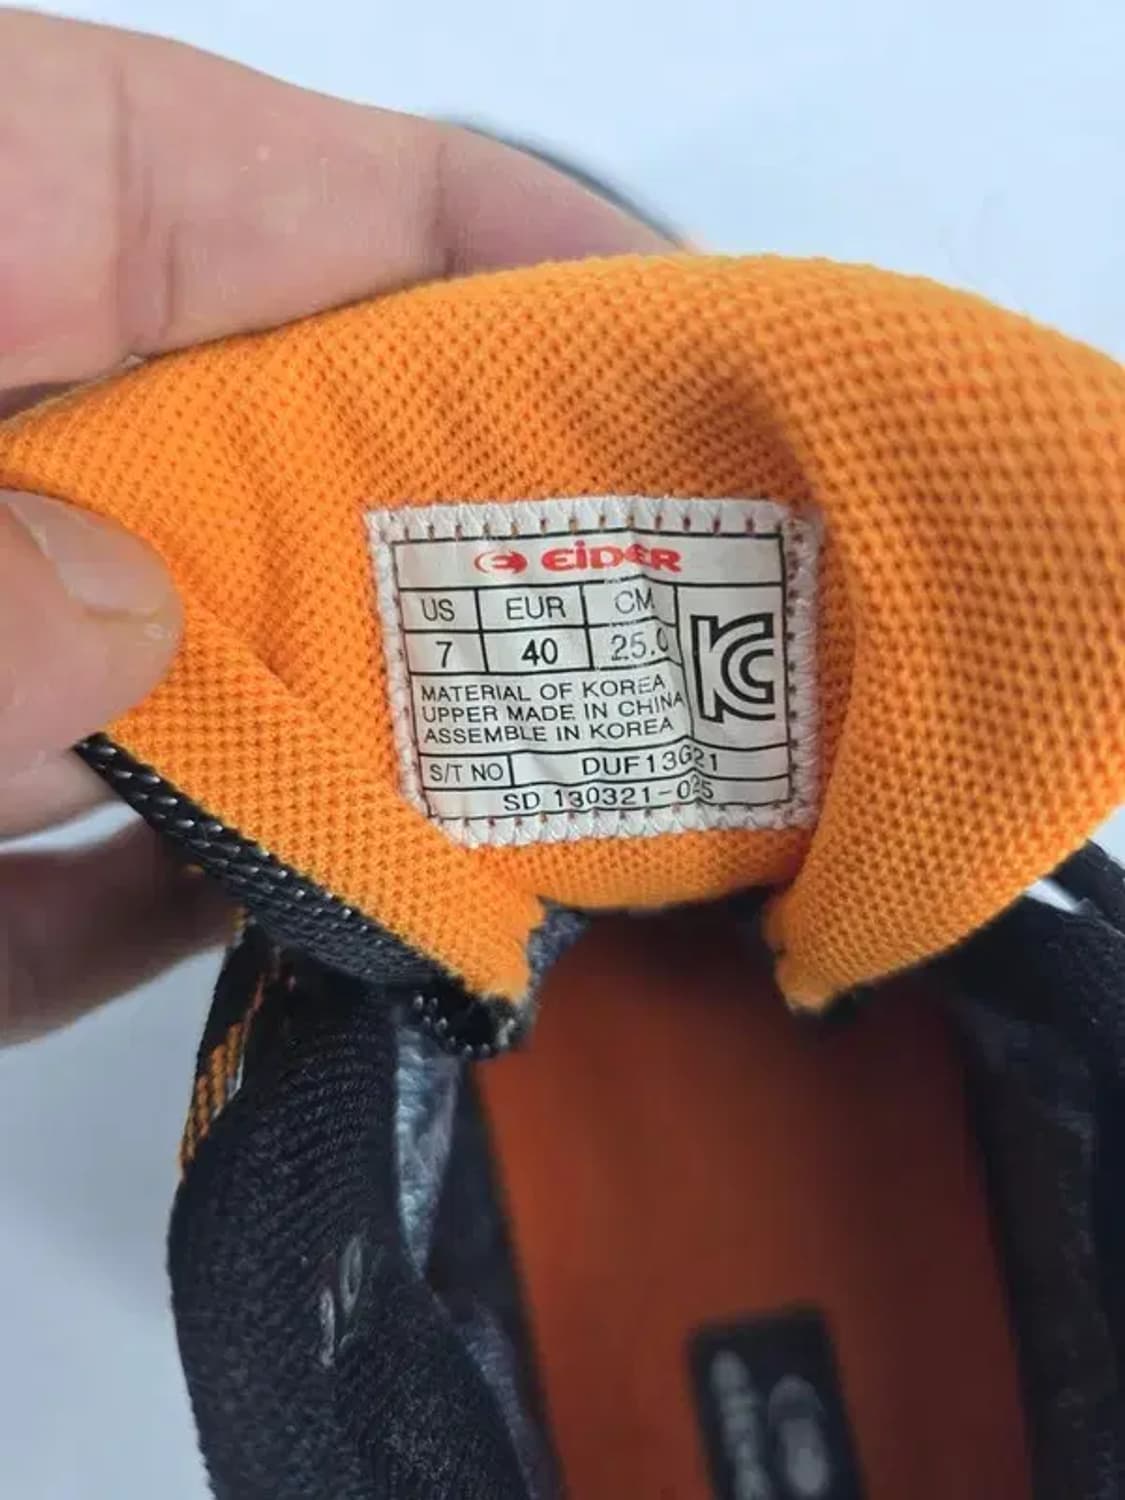 EiDER
US EUR CM
7 40 25.0
MATERIAL OF KOREA
UPPER MADE IN CHINA
ASSEMBLE IN KOREA
S/T NO DUF13G21
SD 130321-025